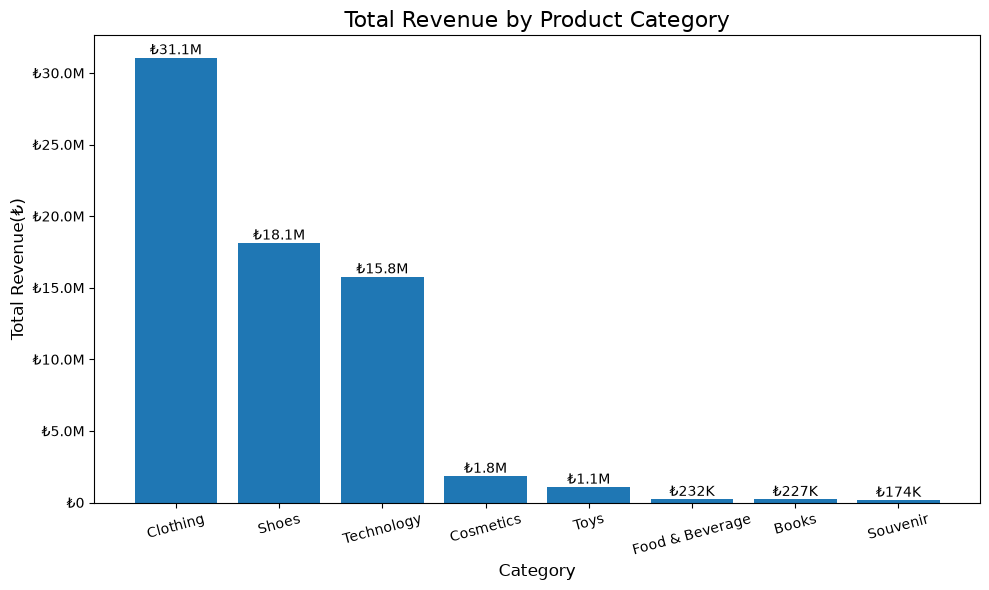 Total Revenue by Product Category
Total Revenue(₺)
₺30.0M
₺25.0M
₺20.0M
₺15.0M
₺10.0M
₺5.0M
₺0
₺31.1M
₺18.1M
₺15.8M
₺1.8M
₺1.1M
₺232K
₺227K
₺174K
Clothing
Shoes
Technology
Cosmetics
Toys
Food & Beverage
Books
Souvenir
Category